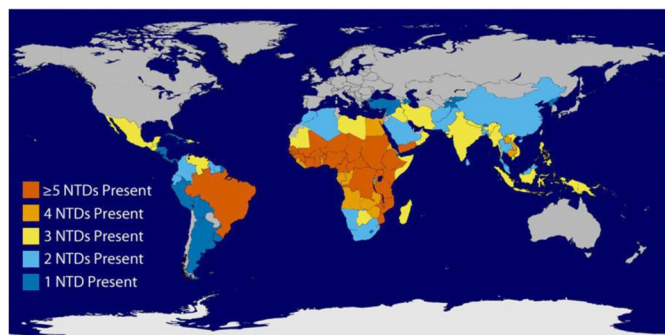 ≥5 NTDs Present
4 NTDs Present
3 NTDs Present
2 NTDs Present
1 NTD Present